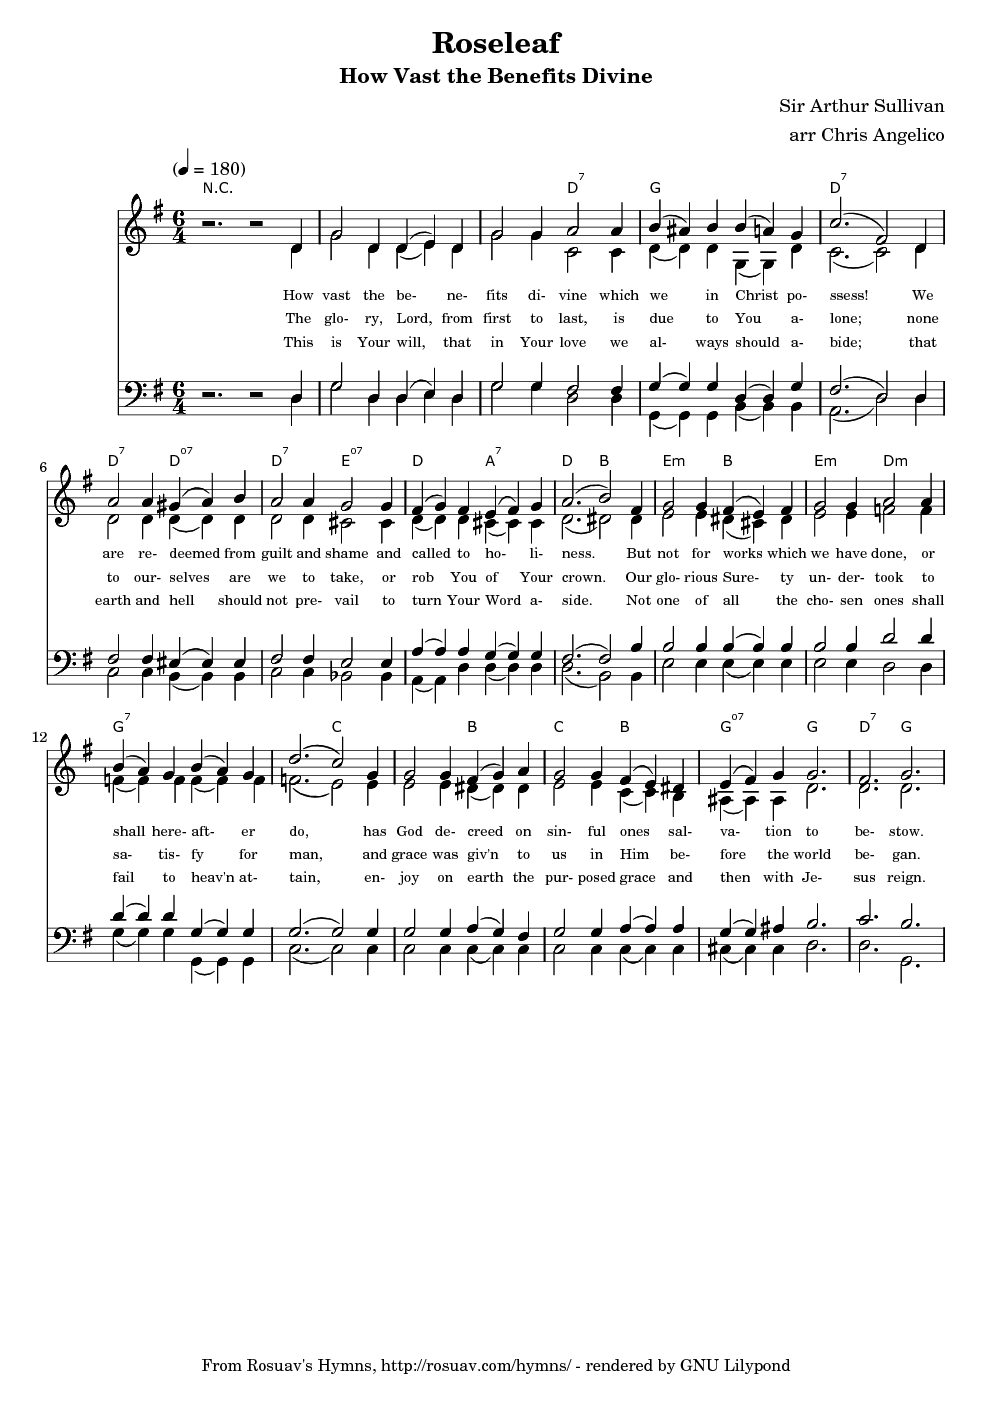 Roseleaf
How Vast the Benefits Divine
Sir Arthur Sullivan
arr Chris Angelico
(♩ = 180)
N.C. D7 G D7
How vast the be- ne- fits di- vine which we in Christ po- ssess! We
The glo- ry, Lord, from first to last, is due to You a- lone; none
This is Your will, that in Your love we al- ways should a- bide; that
6
D7 Do7 D7 Eo7 D A7 D B Em B Em Dm
are re- deemed from guilt and shame and called to ho- li- ness. But not for works which we have done, or
to our- selves are we to take, or rob You of Your crown. Our glo- rious Sure- ty un- der- took to
earth and hell should not pre- vail to turn Your Word a- side. Not one of all the cho- sen ones shall
12
G7 C B C B Go7 G D7 G
shall here- aft- er do, has God de- creed on sin- ful ones sal- va- tion to be- stow.
sa- tis- fy for man, and grace was giv'n to us in Him be- fore the world be- gan.
fail to heav'n at- tain, en- joy on earth the pur- posed grace and then with Je- sus reign.
From Rosuav's Hymns, http://rosuav.com/hymns/ - rendered by GNU Lilypond